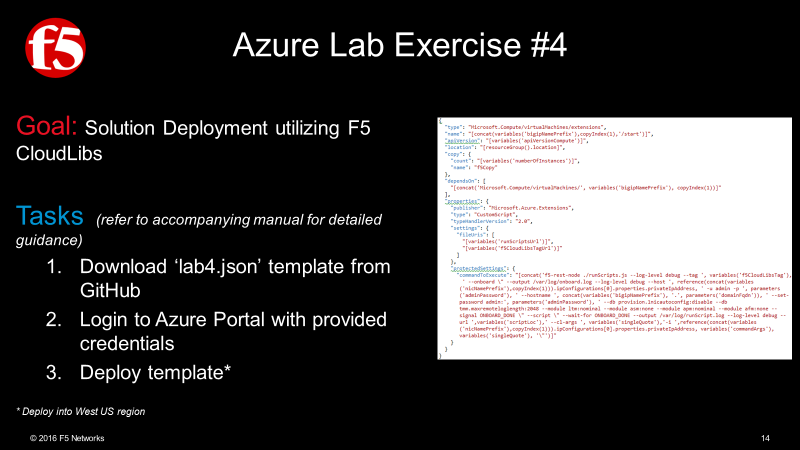 f5
Azure Lab Exercise #4
Goal: Solution Deployment utilizing F5
CloudLibs
Tasks (refer to accompanying manual for detailed
guidance)
1. Download ‘lab4.json’ template from
GitHub
2. Login to Azure Portal with provided
credentials
3. Deploy template*
* Deploy into West US region
{
"type": "Microsoft.Compute/virtualMachines/extensions",
"name": "[concat(variables('bigipNamePrefix'),copyIndex(1),'/start')]",
"apiVersion": "[variables('apiVersionCompute')]",
"location": "[resourceGroup().location]",
"copy": {
"count": "[variables('numberOfInstances')]",
"name": "f5Copy"
},
"dependsOn": [
"[concat('Microsoft.Compute/virtualMachines/', variables('bigipNamePrefix'), copyIndex(1))]"
],
"properties": {
"publisher": "Microsoft.Azure.Extensions",
"type": "CustomScript",
"typeHandlerVersion": "2.0",
"settings": {
"fileUris": [
"[variables('runScriptsUrl')]",
"[variables('f5CloudLibsTagUrl')]"
]
},
"protectedSettings": {
"commandToExecute": "[concat('f5-rest-node ./runScripts.js --log-level debug --tag ', variables('f5CloudLibsTag'),
' --onboard \" --output /var/log/onboard.log --log-level debug --host ', reference(concat(variables
('nicNamePrefix'),copyIndex(1))).ipConfigurations[0].properties.privateIpAddress, ' -u admin -p ', parameters
('adminPassword'), ' --hostname ', concat(variables('bigipNamePrefix'), '.', parameters('domainFqdn')), ' --set-
password admin:', parameters('adminPassword'), ' --db provision.1nicautoconfig:disable --db
tmm.maxremoteloglength:2048 --module ltm:nominal --module asm:none --module apm:nominal --module afm:none --
signal ONBOARD_DONE \" --script \" --wait-for ONBOARD_DONE --output /var/log/runScript.log --log-level debug --
url ',variables('scriptLoc'), ' --cl-args ', variables('singleQuote'),'-i ',reference(concat(variables
('nicNamePrefix'),copyIndex(1))).ipConfigurations[0].properties.privateIpAddress, variables('commandArgs'),
variables('singleQuote'), '\"')]"
}
}
}
© 2016 F5 Networks
14